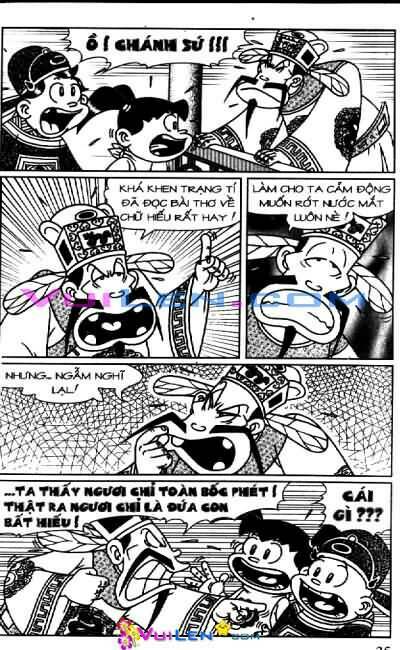 Ồ ! CHÁNH SỨ !!!
KHÁ KHEN TRẠNG TÍ
ĐÃ ĐỌC BÀI THƠ VỀ
CHỮ HIẾU RẤT HAY !
LÀM CHO TA CẢM ĐỘNG
MUỐN RỚT NƯỚC MẮT
LUÔN NÈ !
VUILEN.COM
NHƯNG... NGẪM NGHĨ
LẠI..!
...TA THẤY NGƯƠI CHỈ TOÀN BỐC PHÉT !
THẬT RA NGƯƠI CHỈ LÀ ĐỨA CON
BẤT HIẾU !
CÁI
GÌ ???
VUILEN